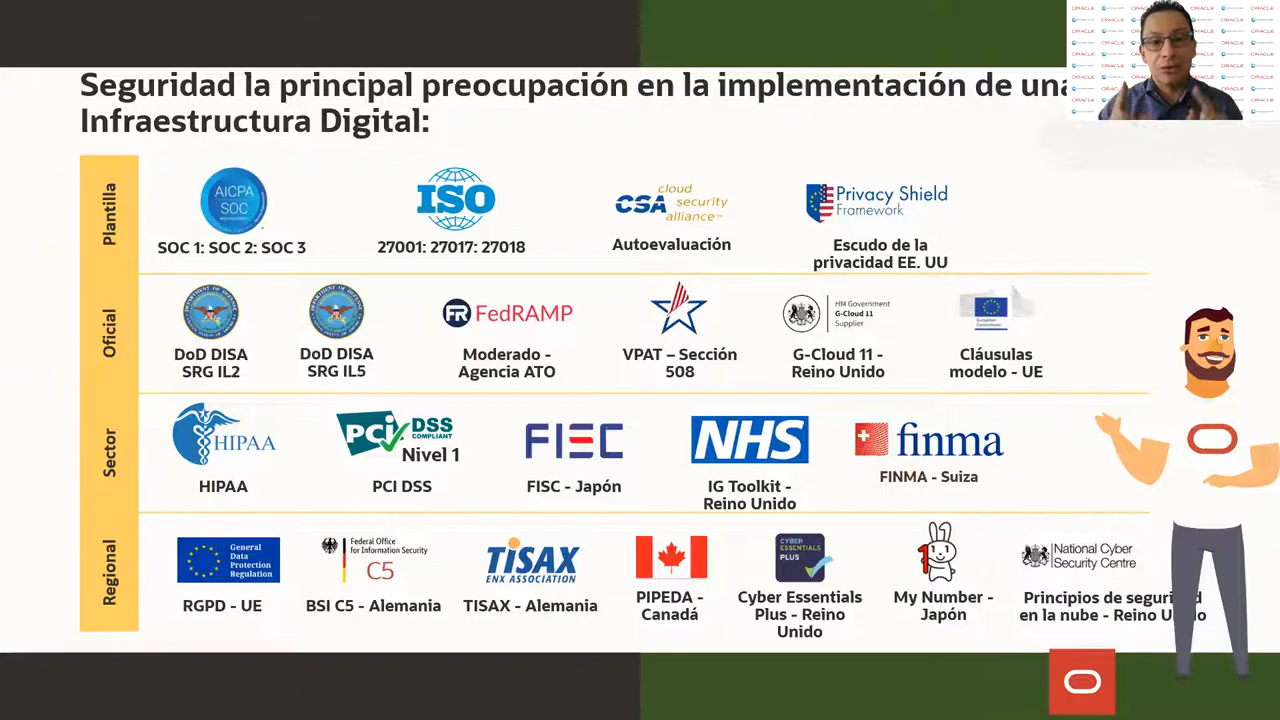 Seguridad la principal preocupación en la implementación de una
Infraestructura Digital:
ORACLE
Plantilla
AICPA
SOC
SOC 1: SOC 2: SOC 3
ISO
27001: 27017: 27018
CSA cloud
security
alliance™
Autoevaluación
Privacy Shield
Framework
Escudo de la
privacidad EE. UU
Oficial
DoD DISA
SRG IL2
DoD DISA
SRG IL5
FR FedRAMP
Moderado -
Agencia ATO
VPAT – Sección
508
HM Government
G-Cloud 11
Supplier
G-Cloud 11 -
Reino Unido
European
Commission
Cláusulas
modelo - UE
Sector
HIPAA
HIPAA
PCI DSS
COMPLIANT
Nivel 1
PCI DSS
FISC
FISC - Japón
NHS
IG Toolkit -
Reino Unido
finma
FINMA - Suiza
Regional
General
Data
Protection
Regulation
RGPD - UE
Federal Office
for Information Security
C5
BSI C5 - Alemania
TiSAX
ENX ASSOCIATION
TISAX - Alemania
PIPEDA -
Canadá
CYBER
ESSENTIALS
PLUS
Cyber Essentials
Plus - Reino
Unido
My Number -
Japón
National Cyber
Security Centre
Principios de seguri d
en la nube - Reino U o